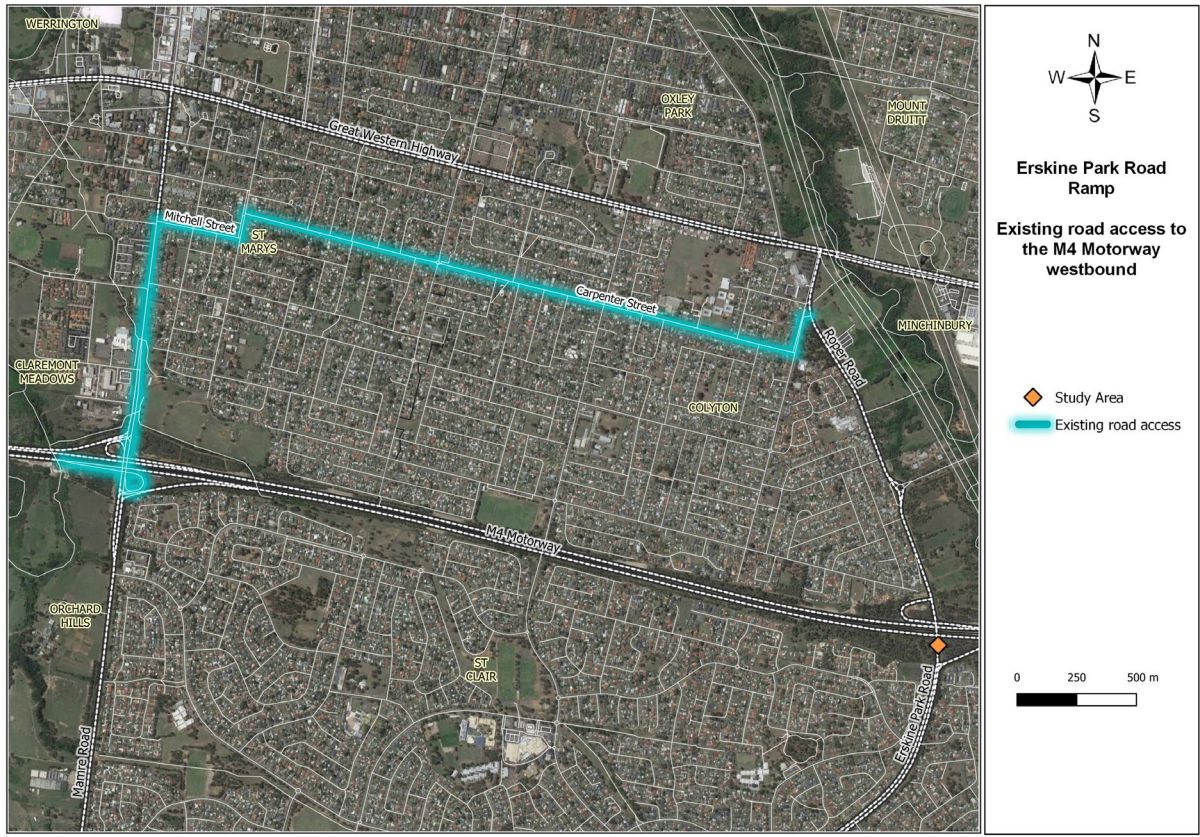 WERRINGTON
OXLEY
PARK
MOUNT
DRUITT
Great Western Highway
Mitchell Street
ST
MARYS
Carpenter Street
MINCHINBURY
Roper Road
CLAREMONT
MEADOWS
COLYTON
M4 Motorway
ORCHARD
HILLS
ST
CLAIR
Erskine Park Road
Mamre Road
N
W
E
S
Erskine Park Road
Ramp
Existing road access to
the M4 Motorway
westbound
Study Area
Existing road access
0 250 500 m